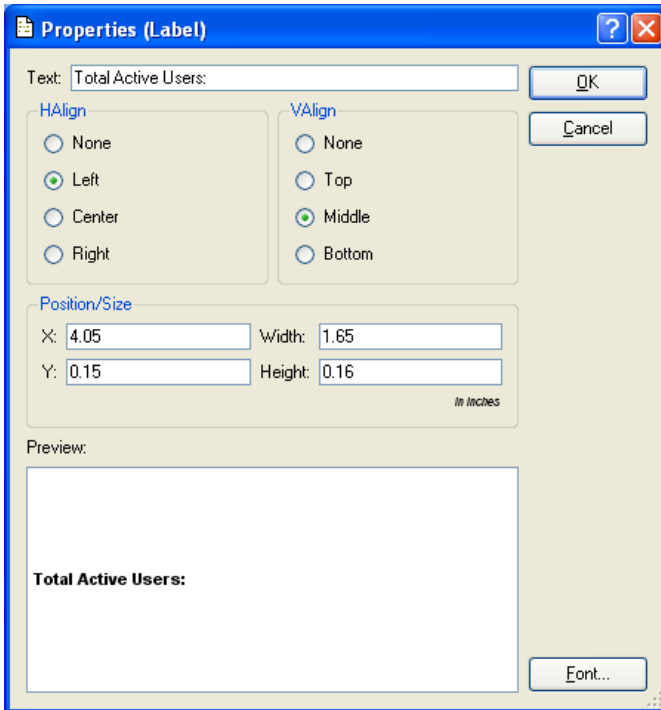 Properties (Label)
Text: Total Active Users: OK
HAlign VAlign Cancel
None None
Left Top
Center Middle
Right Bottom
Position/Size
X: 4.05 Width: 1.65
Y: 0.15 Height: 0.16
in inches
Preview:
Total Active Users:
Font...